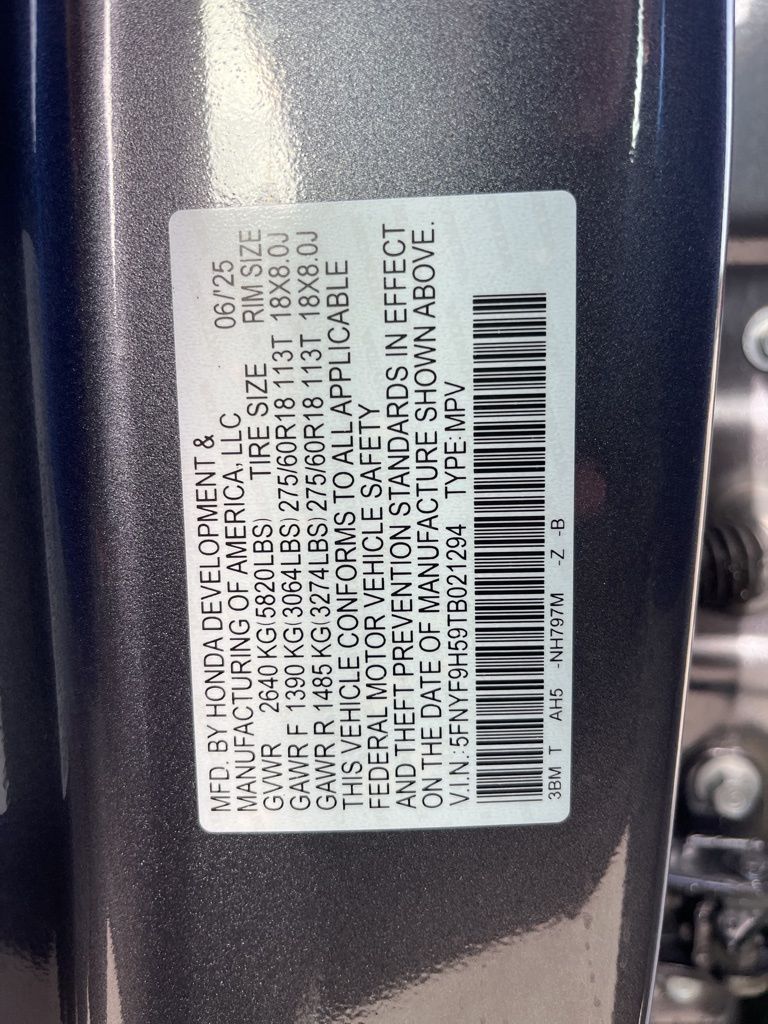 MFD. BY HONDA DEVELOPMENT &
MANUFACTURING OF AMERICA, LLC 06/'25
GVWR 2640 KG(5820LBS) TIRE SIZE RIM SIZE
GAWR F 1390 KG(3064LBS) 275/60R18 113T 18X8.0J
GAWR R 1485 KG(3274LBS) 275/60R18 113T 18X8.0J
THIS VEHICLE CONFORMS TO ALL APPLICABLE
FEDERAL MOTOR VEHICLE SAFETY
AND THEFT PREVENTION STANDARDS IN EFFECT
ON THE DATE OF MANUFACTURE SHOWN ABOVE.
V.I.N.: 5FNYF9H59TB021294 TYPE: MPV
3BM T AH5 -NH797M -Z -B